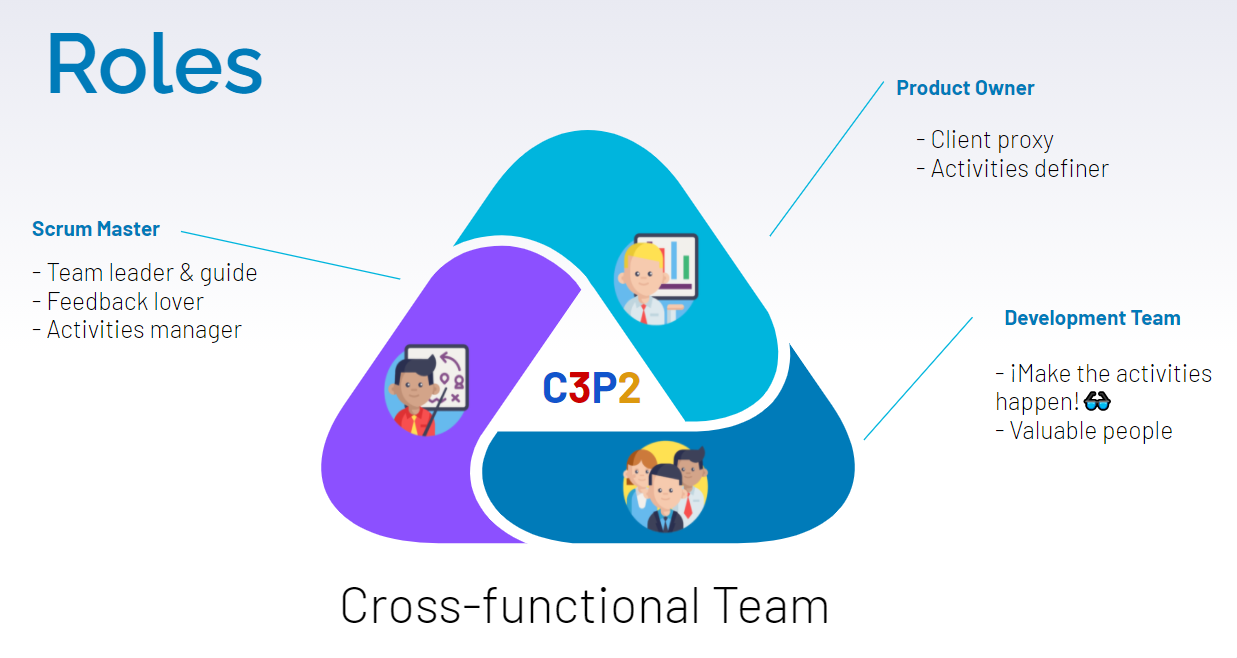 Roles
Product Owner
- Client proxy
- Activities definer
Scrum Master
- Team leader & guide
- Feedback lover
- Activities manager
Development Team
- ¡Make the activities
happen! 👓
- Valuable people
C3P2
Cross-functional Team